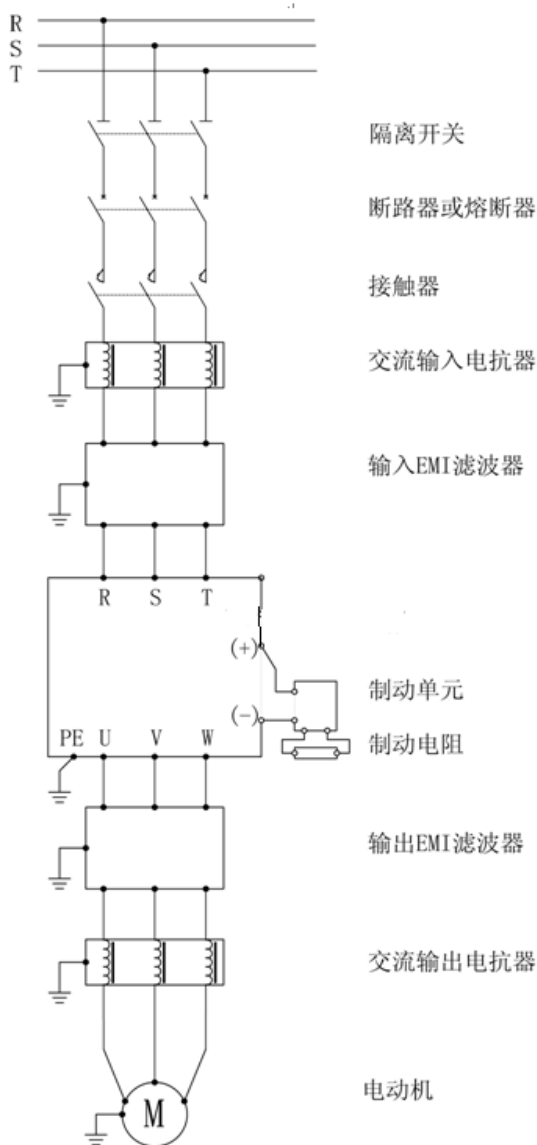 R
S
T
隔离开关
断路器或熔断器
接触器
交流输入电抗器
输入EMI滤波器
R S T
(+)
制动单元
(-)
PE U V W
制动电阻
输出EMI滤波器
交流输出电抗器
电动机
M